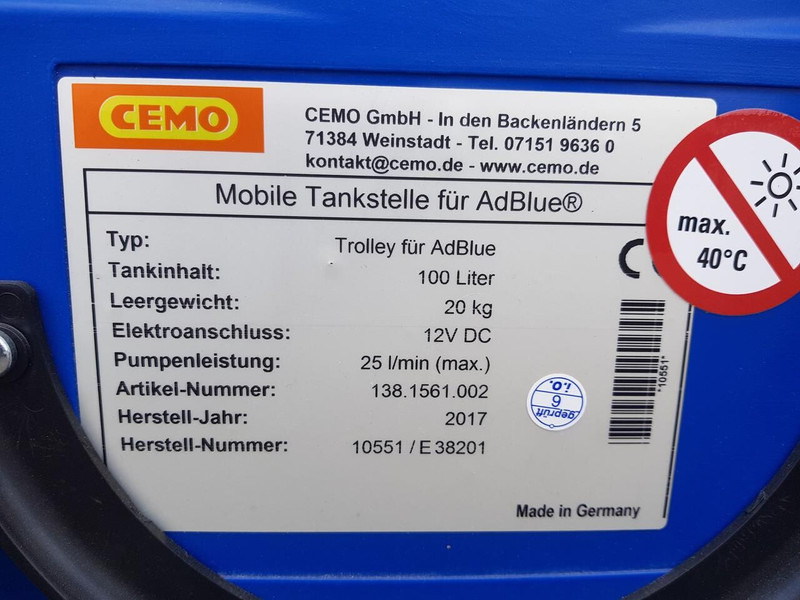 CEMO
CEMO GmbH - In den Backenländern 5
71384 Weinstadt - Tel. 07151 9636 0
kontakt@cemo.de - www.cemo.de
Mobile Tankstelle für AdBlue®
Typ: Trolley für AdBlue
Tankinhalt: 100 Liter
Leergewicht: 20 kg
Elektroanschluss: 12V DC
Pumpenleistung: 25 l/min (max.)
Artikel-Nummer: 138.1561.002
Herstell-Jahr: 2017
Herstell-Nummer: 10551 / E 38201
CE
max.
40°C
*10551*
geprüft
9
i.O.
Made in Germany